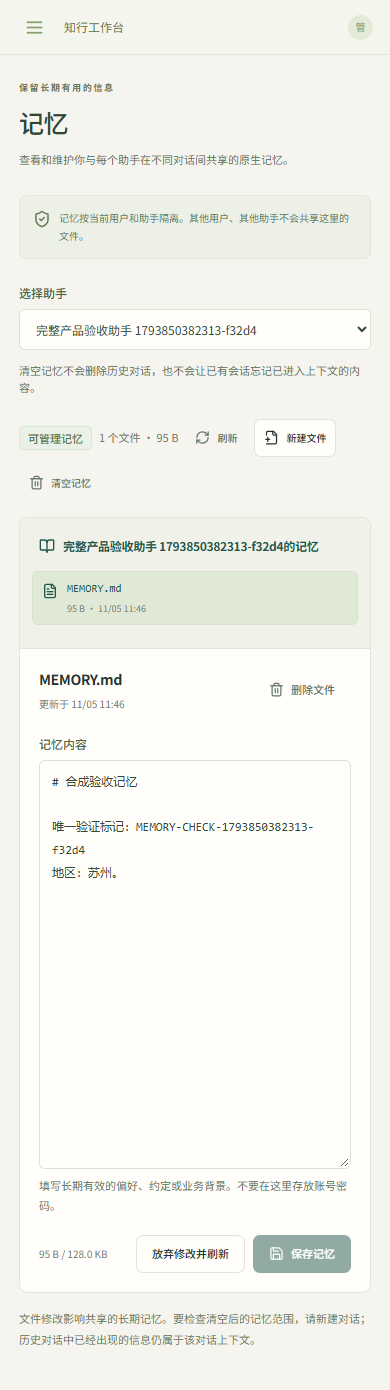 知行工作台
管
保留长期有用的信息
记忆
查看和维护你与每个助手在不同对话间共享的原生记忆。
记忆按当前用户和助手隔离。其他用户、其他助手不会共享这里的
文件。
选择助手
完整产品验收助手 1793850382313-f32d4
清空记忆不会删除历史对话，也不会让已有会话忘记已进入上下文的内
容。
可管理记忆 1 个文件 · 95 B 刷新 新建文件
清空记忆
完整产品验收助手 1793850382313-f32d4的记忆
MEMORY.md
95 B · 11/05 11:46
MEMORY.md
删除文件
更新于 11/05 11:46
记忆内容
# 合成验收记忆
唯一验证标记: MEMORY-CHECK-1793850382313-
f32d4
地区: 苏州。
填写长期有效的偏好、约定或业务背景。不要在这里存放账号密
码。
95 B / 128.0 KB 放弃修改并刷新 保存记忆
文件修改影响共享的长期记忆。要检查清空后的记忆范围，请新建对话；
历史对话中已经出现的信息仍属于该对话上下文。